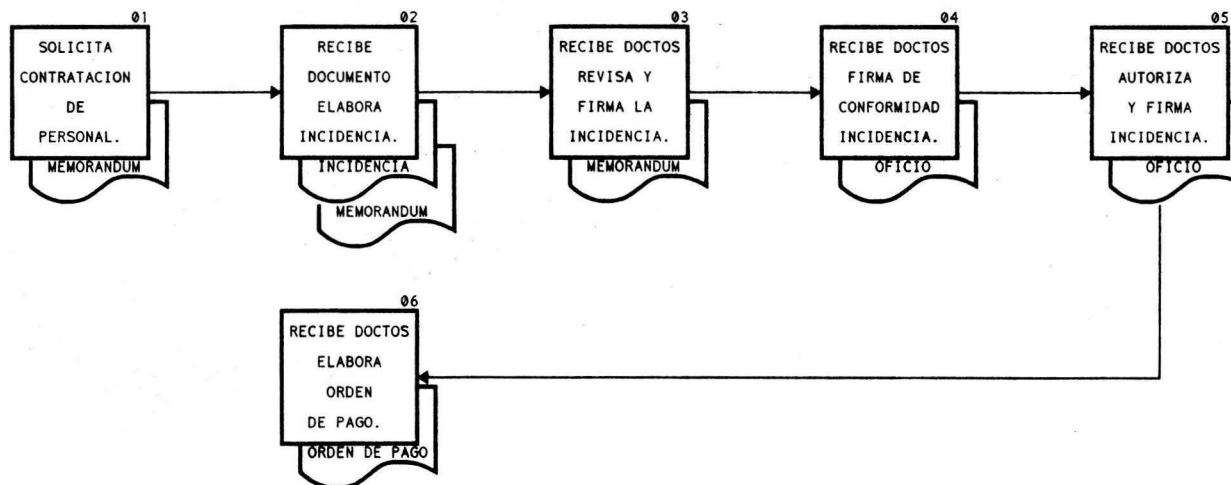 01
SOLICITA
CONTRATACION
DE
PERSONAL.
MEMORANDUM
02
RECIBE
DOCUMENTO
ELABORA
INCIDENCIA.
INCIDENCIA
MEMORANDUM
03
RECIBE DOCTOS
REVISA Y
FIRMA LA
INCIDENCIA.
MEMORANDUM
04
RECIBE DOCTOS
FIRMA DE
CONFORMIDAD
INCIDENCIA.
OFICIO
05
RECIBE DOCTOS
AUTORIZA
Y FIRMA
INCIDENCIA.
OFICIO
06
RECIBE DOCTOS
ELABORA
ORDEN
DE PAGO.
ORDEN DE PAGO